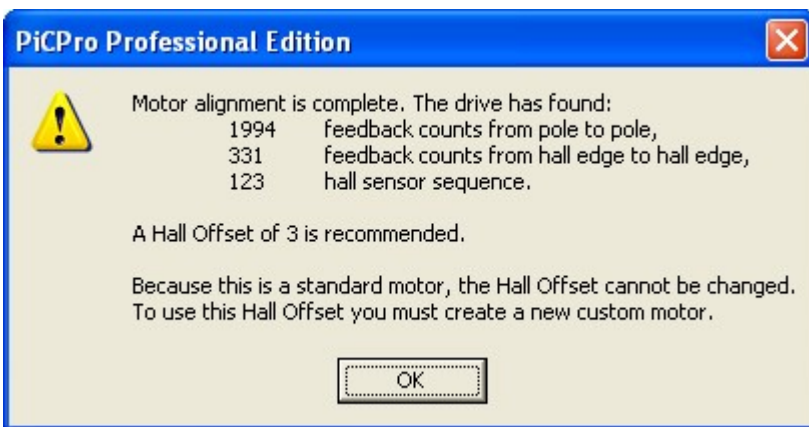 PiCPro Professional Edition
Motor alignment is complete. The drive has found:
1994 feedback counts from pole to pole,
331 feedback counts from hall edge to hall edge,
123 hall sensor sequence.
A Hall Offset of 3 is recommended.
Because this is a standard motor, the Hall Offset cannot be changed.
To use this Hall Offset you must create a new custom motor.
OK